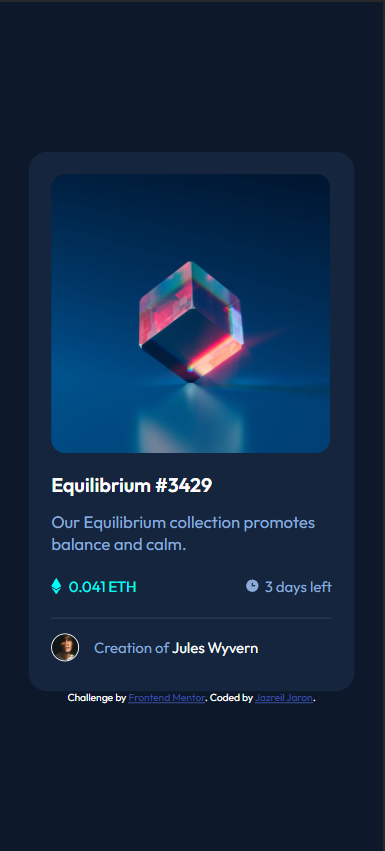 Equilibrium #3429
Our Equilibrium collection promotes
balance and calm.
0.041 ETH
3 days left
Creation of Jules Wyvern
Challenge by Frontend Mentor. Coded by Jazreil Jaron.